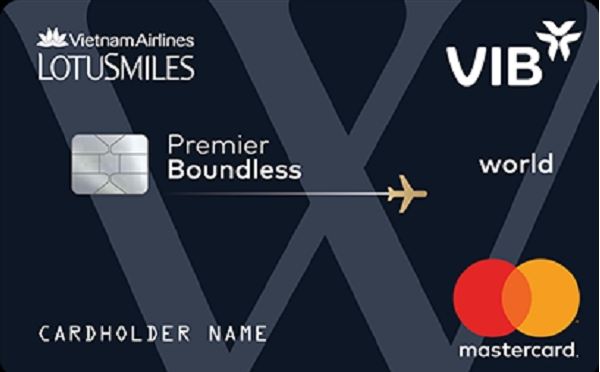 VietnamAirlines
LOTUSMILES
VIB
Premier
Boundless
world
CARDHOLDER NAME
mastercard.